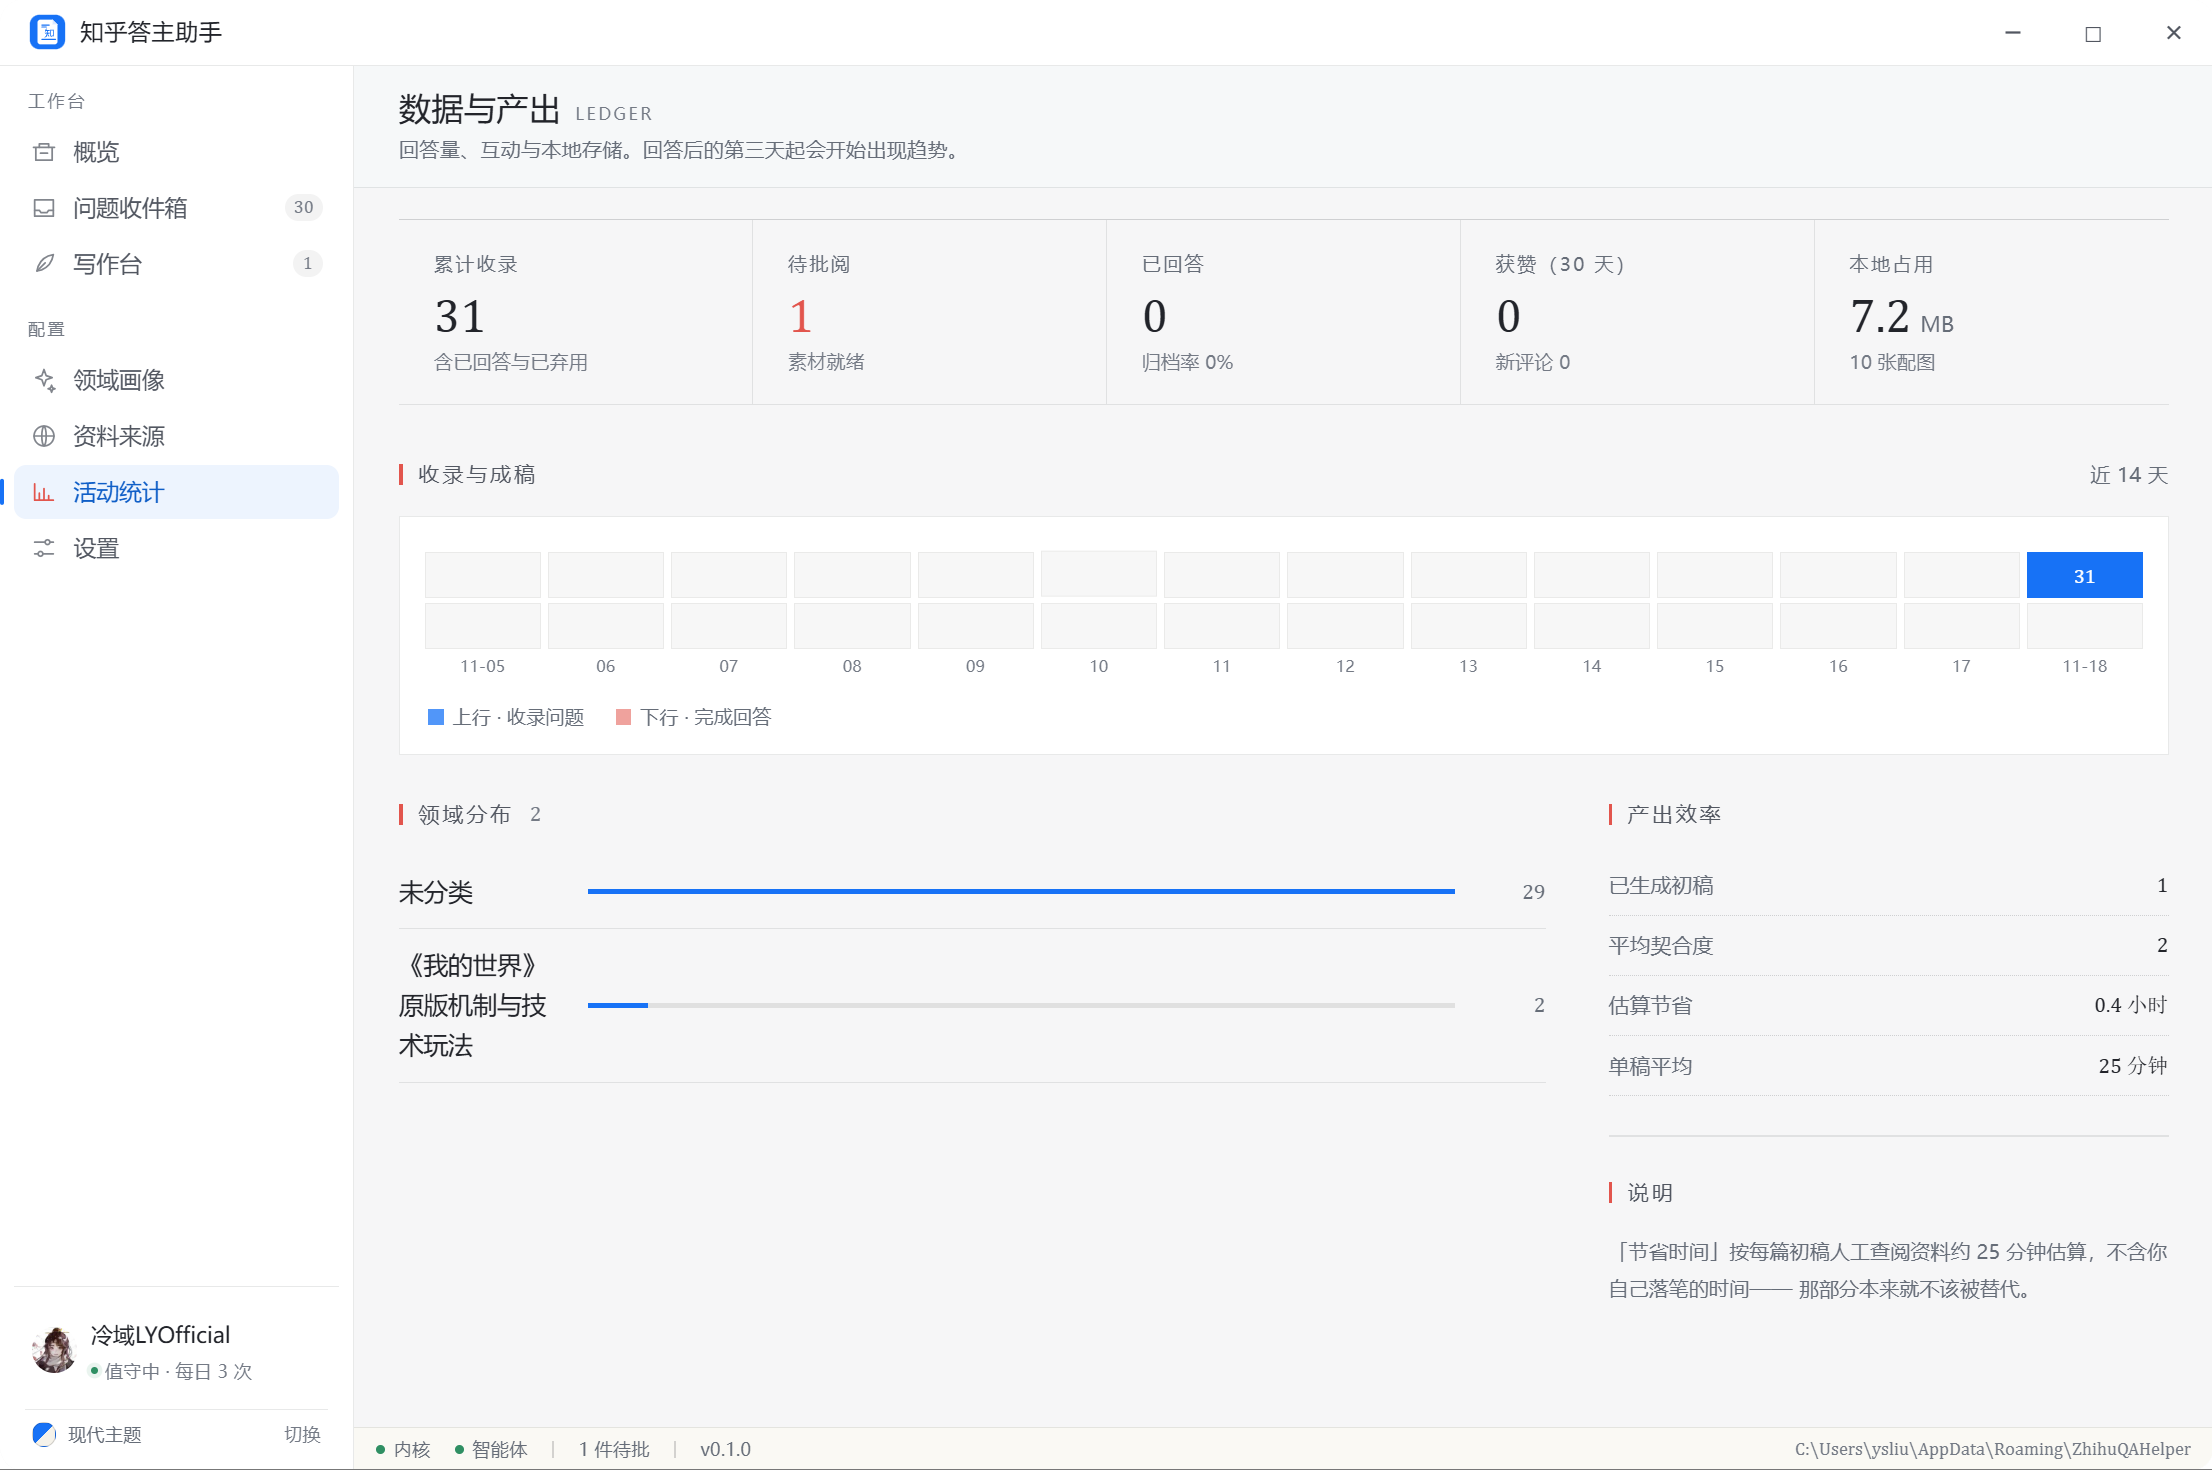 知乎答主助手
工作台
概览
问题收件箱 30
写作台 1
配置
领域画像
资料来源
活动统计
设置
冷域LYOfficial
值守中 · 每日 3 次
现代主题 切换
数据与产出 LEDGER
回答量、互动与本地存储。回答后的第三天起会开始出现趋势。
累计收录
31
含已回答与已弃用
待批阅
1
素材就绪
已回答
0
归档率 0%
获赞（30 天）
0
新评论 0
本地占用
7.2 MB
10 张配图
收录与成稿 近 14 天
31
11-05 06 07 08 09 10 11 12 13 14 15 16 17 11-18
上行 · 收录问题 下行 · 完成回答
领域分布 2
未分类 29
《我的世界》
原版机制与技 2
术玩法
产出效率
已生成初稿 1
平均契合度 2
估算节省 0.4 小时
单稿平均 25 分钟
说明
「节省时间」按每篇初稿人工查阅资料约 25 分钟估算，不含你
自己落笔的时间—— 那部分本来就不该被替代。
内核 智能体 | 1 件待批 | v0.1.0 C:\Users\ysliu\AppData\Roaming\ZhihuQAHelper